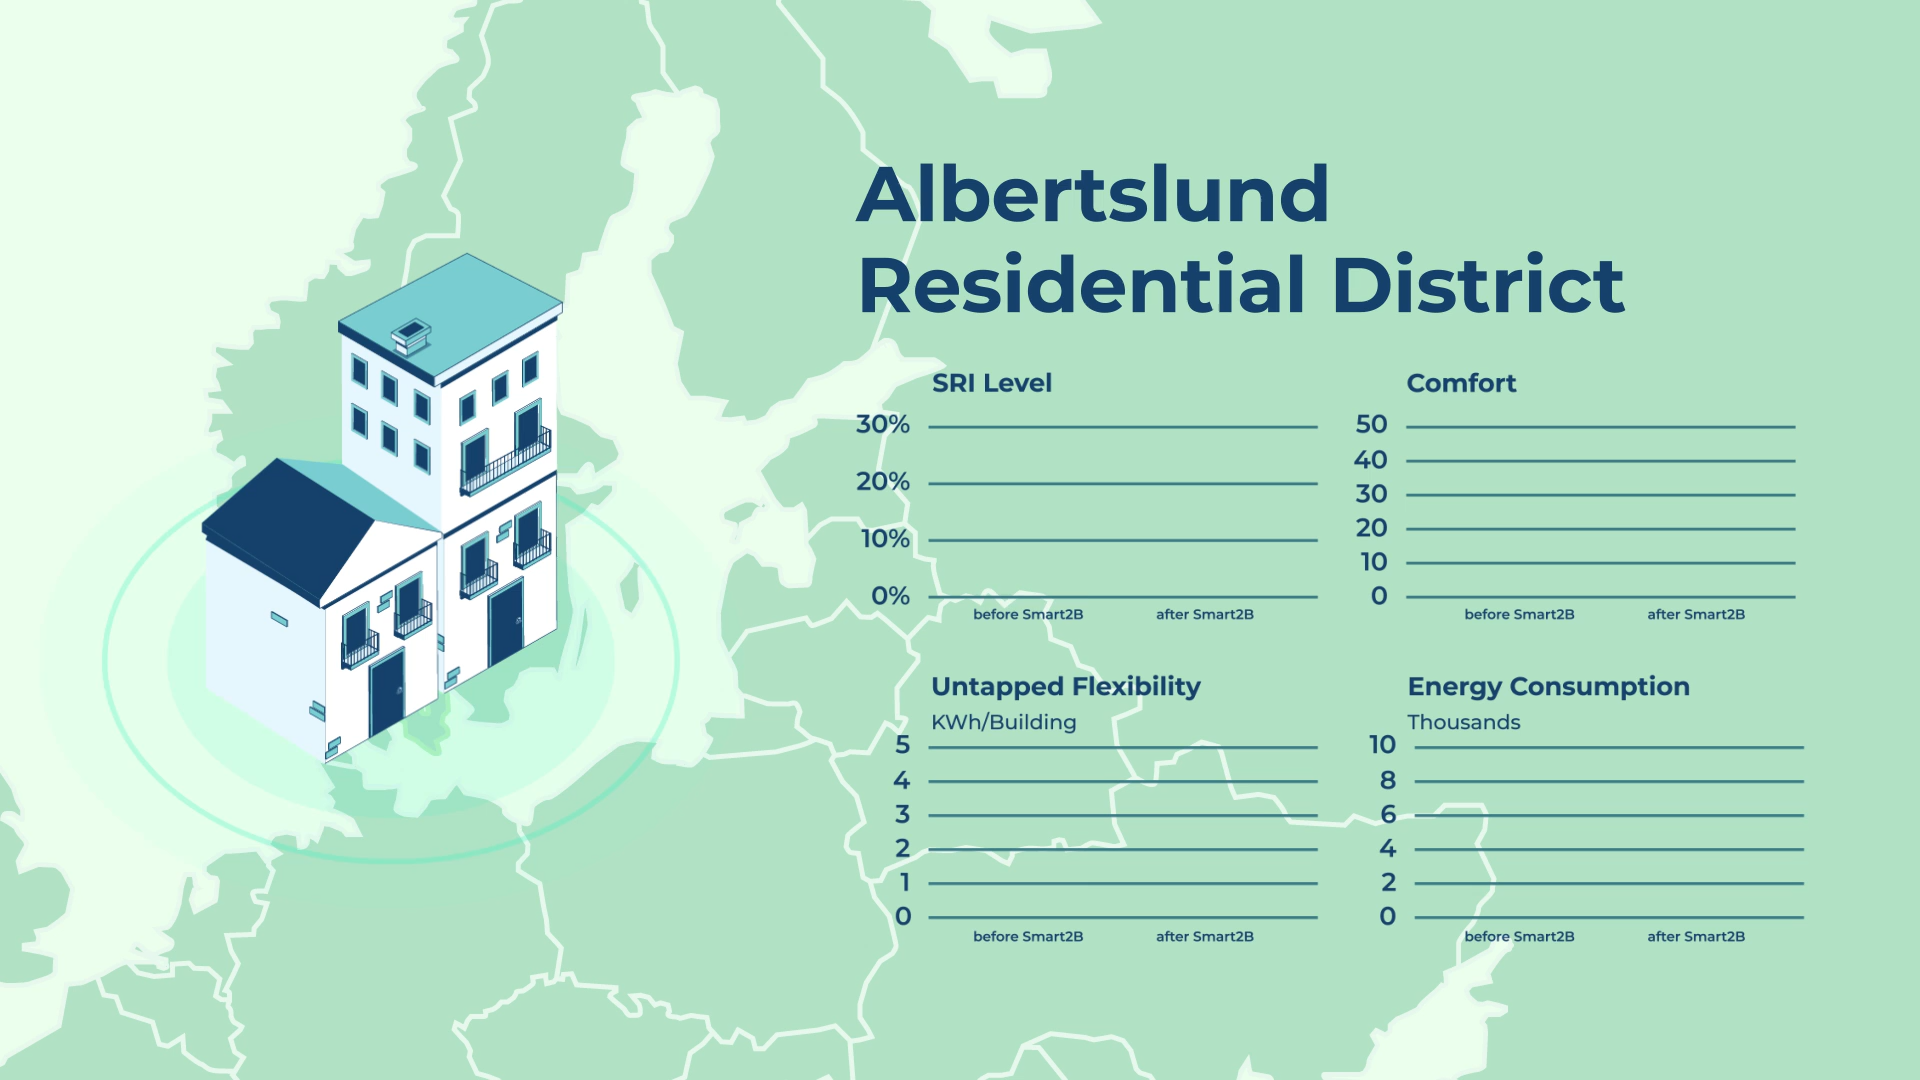 Albertslund
Residential District
SRI Level
30%
20%
10%
0%
before Smart2B after Smart2B
Comfort
50
40
30
20
10
0
before Smart2B after Smart2B
Untapped Flexibility
KWh/Building
5
4
3
2
1
0
before Smart2B after Smart2B
Energy Consumption
Thousands
10
8
6
4
2
0
before Smart2B after Smart2B